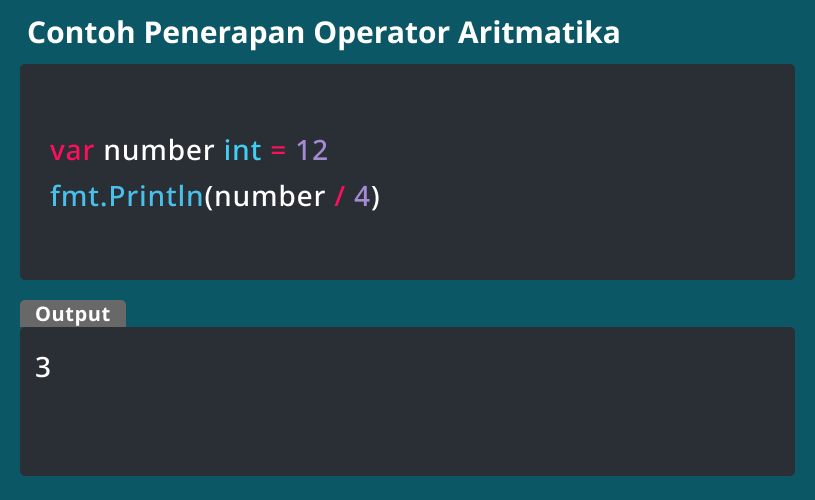 Contoh Penerapan Operator Aritmatika
var number int = 12
fmt.Println(number / 4)
Output
3